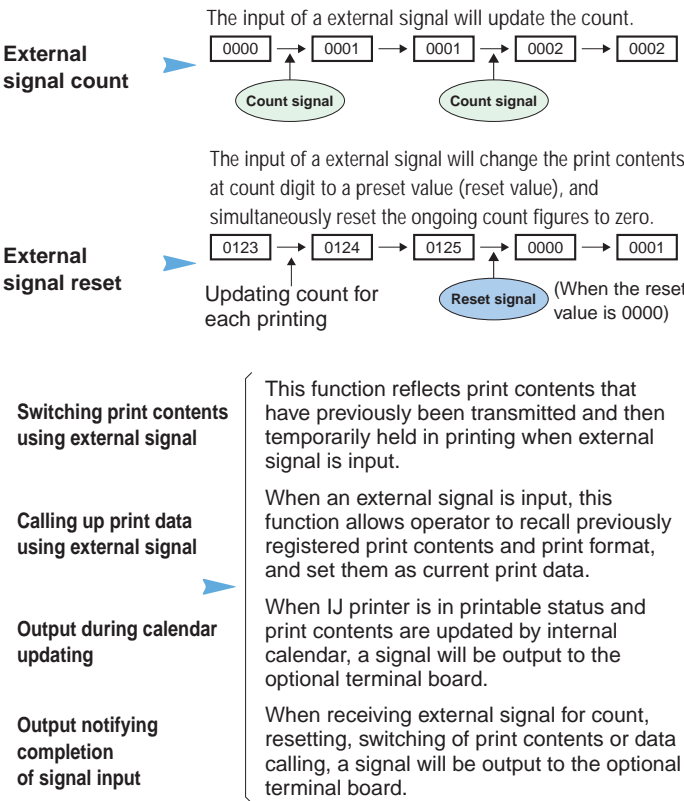 The input of a external signal will update the count.
External
signal count
0000 0001 0001 0002 0002
Count signal Count signal
The input of a external signal will change the print contents
at count digit to a preset value (reset value), and
simultaneously reset the ongoing count figures to zero.
External
signal reset
0123 0124 0125 0000 0001
Updating count for
each printing
Reset signal
(When the reset
value is 0000)
Switching print contents
using external signal
This function reflects print contents that
have previously been transmitted and then
temporarily held in printing when external
signal is input.
Calling up print data
using external signal
When an external signal is input, this
function allows operator to recall previously
registered print contents and print format,
and set them as current print data.
Output during calendar
updating
When IJ printer is in printable status and
print contents are updated by internal
calendar, a signal will be output to the
optional terminal board.
Output notifying
completion
of signal input
When receiving external signal for count,
resetting, switching of print contents or data
calling, a signal will be output to the optional
terminal board.